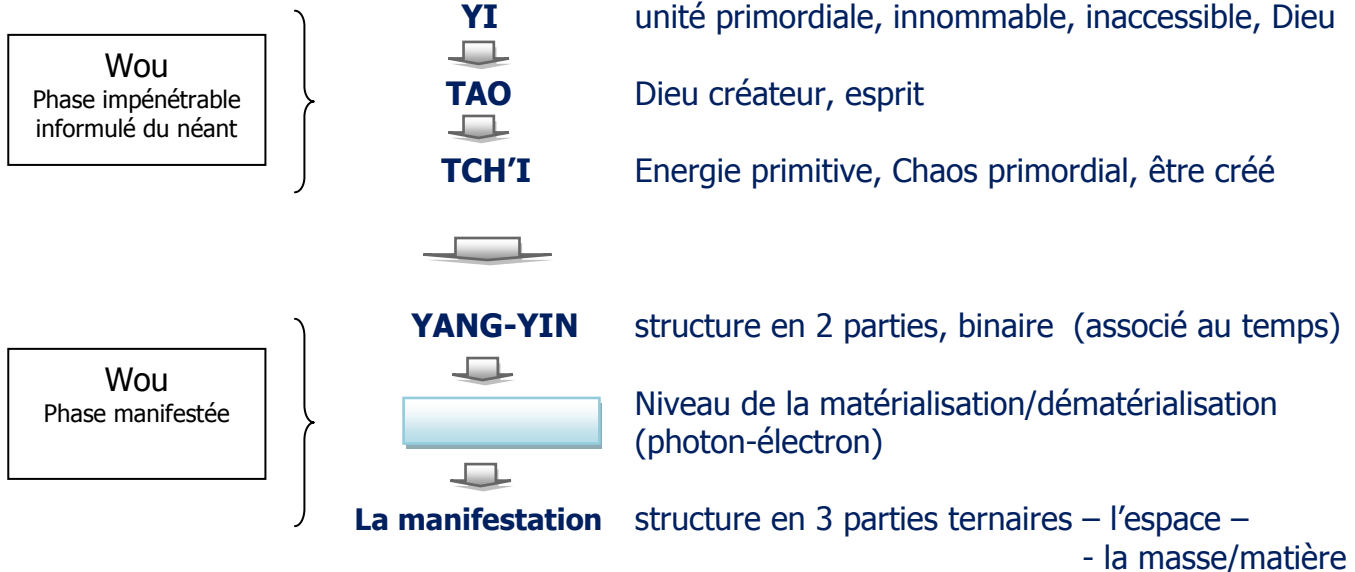 YI unité primordiale, innommable, inaccessible, Dieu
Wou
Phase impénétrable
informulé du néant
TAO Dieu créateur, esprit
TCH'I Energie primitive, Chaos primordial, être créé
YANG-YIN structure en 2 parties, binaire (associé au temps)
Wou
Phase manifestée
Niveau de la matérialisation/dématérialisation
(photon-électron)
La manifestation structure en 3 parties ternaires – l’espace –
- la masse/matière